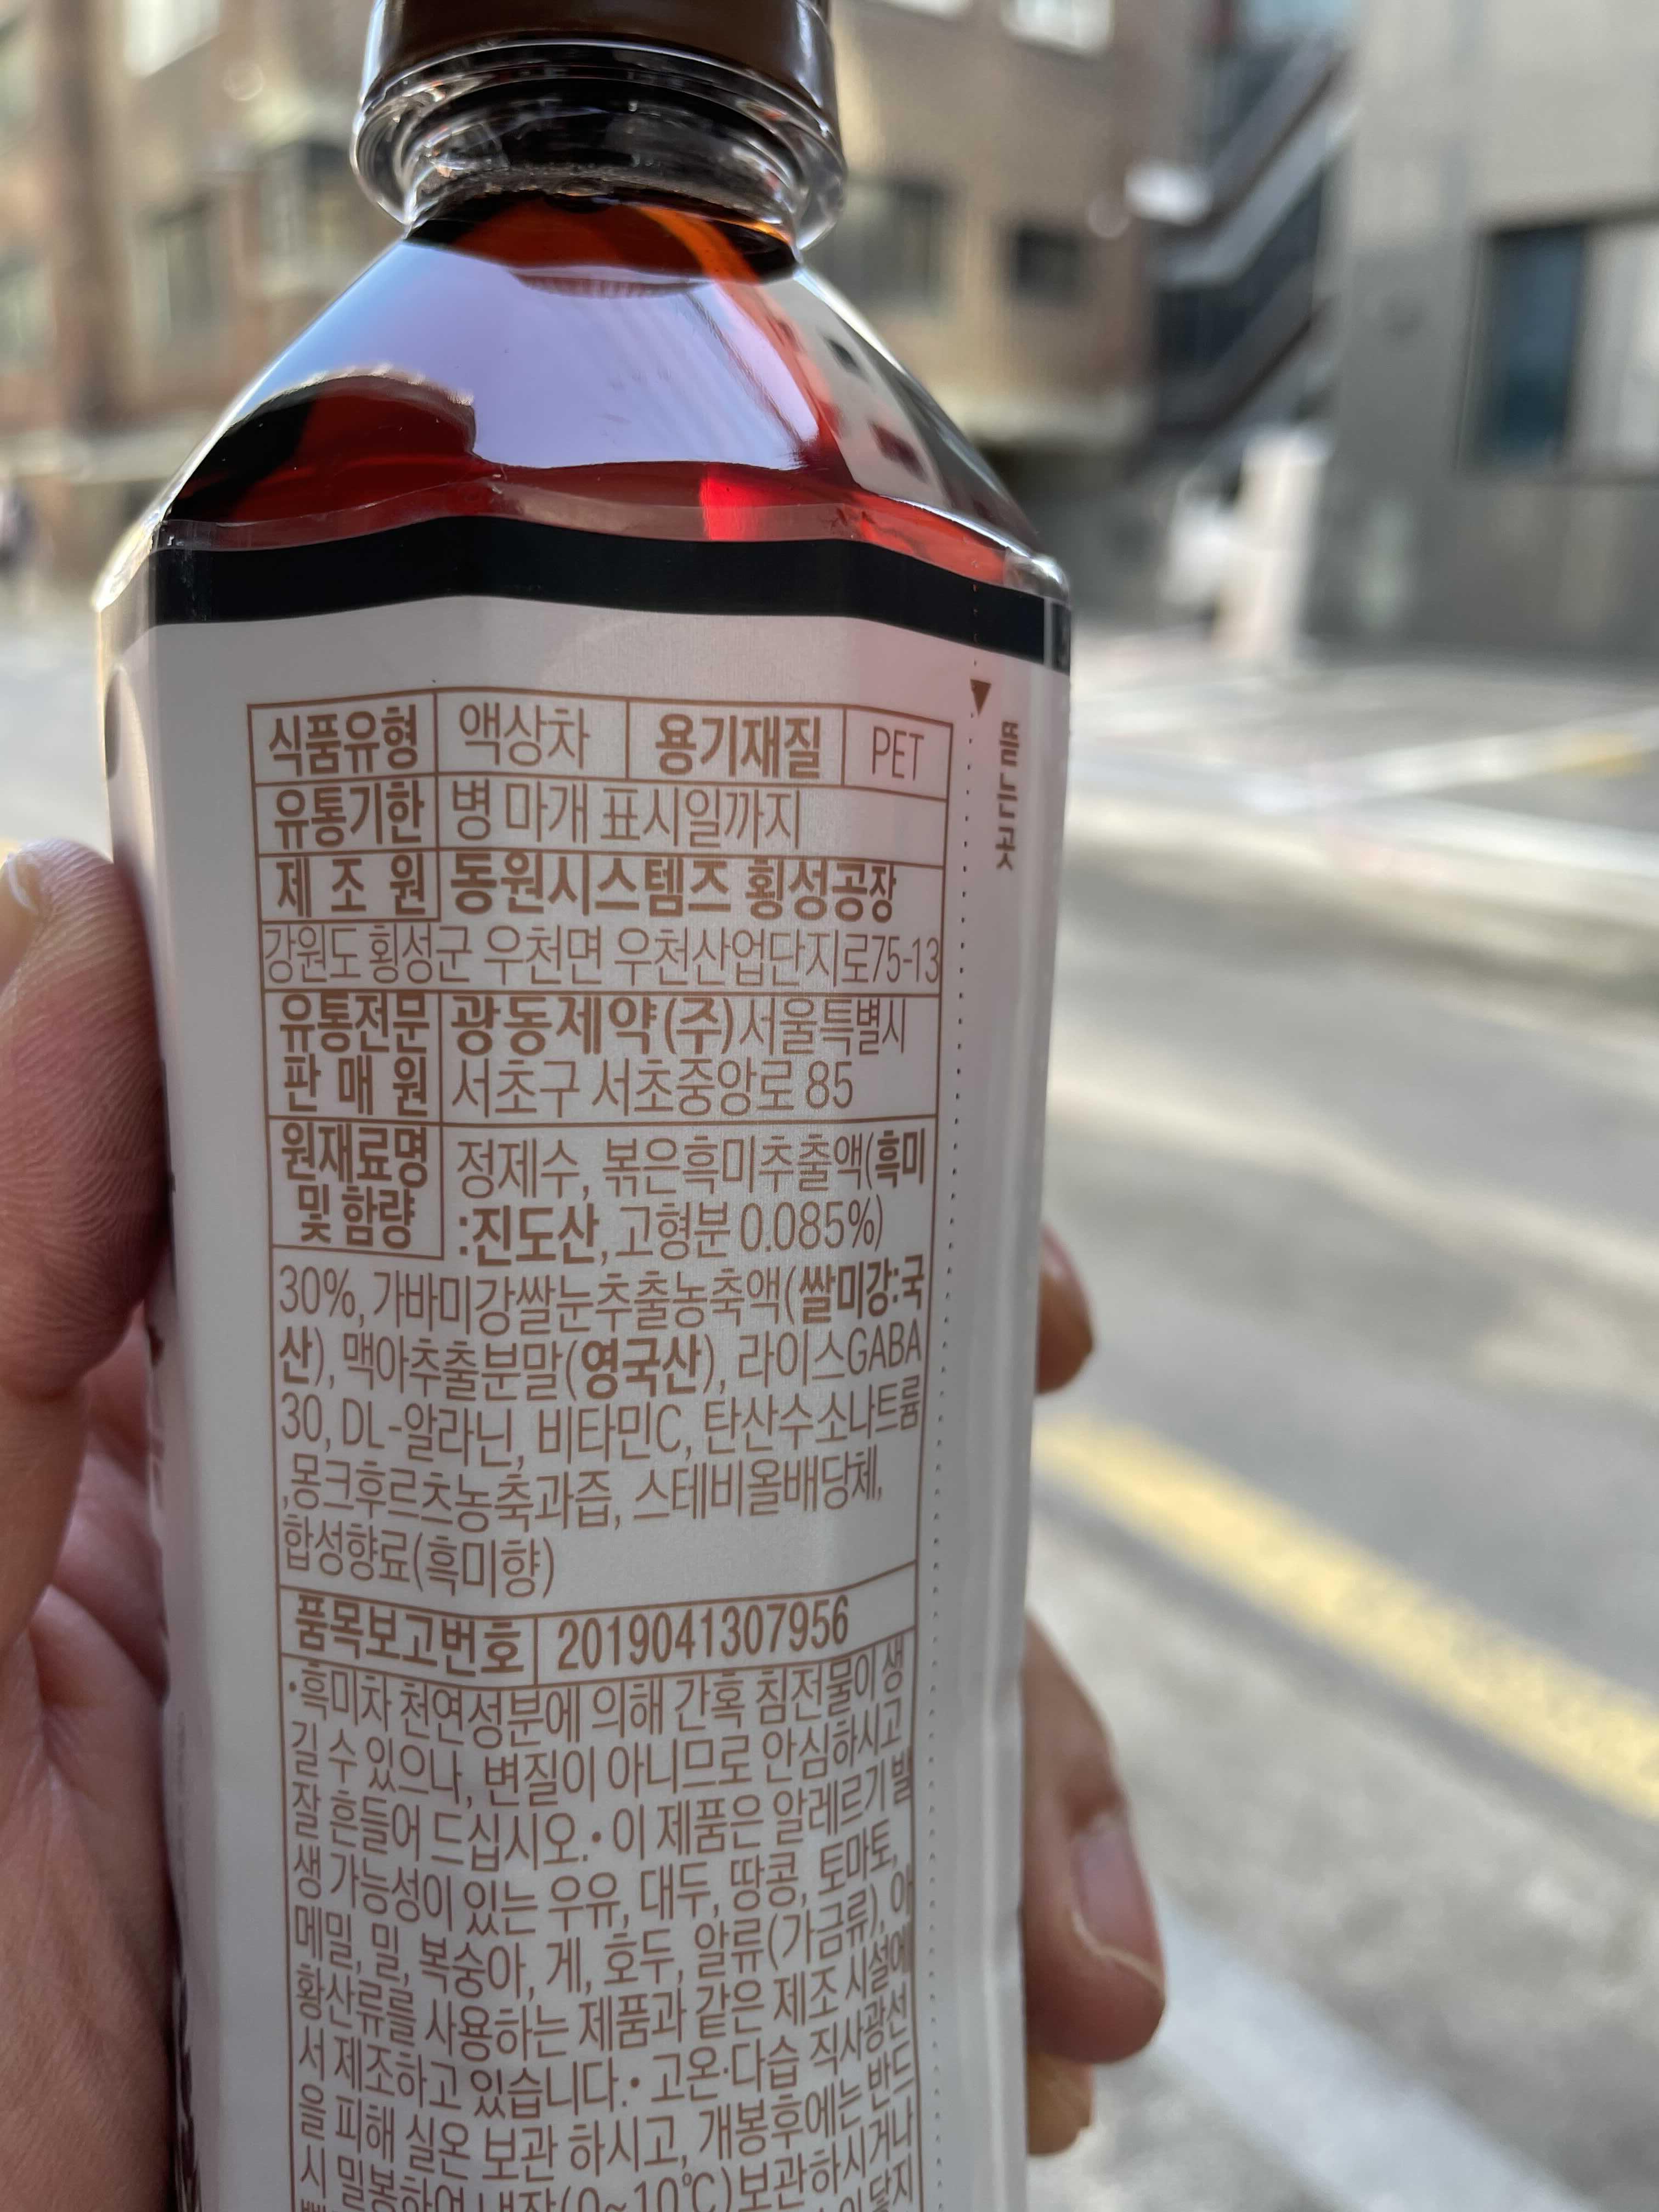 식품유형 액상차 용기재질 PET
유통기한 병 마개 표시일까지
제 조 원 동원시스템즈 횡성공장
강원도 횡성군 우천면 우천산업단지로75-13
유통전문 광동제약(주)서울특별시
판 매 원 서초구 서초중앙로 85
원재료명 정제수, 볶은흑미추출액(흑미
및 함량 :진도산, 고형분 0.085%)
30%, 가바미강쌀눈추출농축액(쌀미강:국
산), 맥아추출분말(영국산), 라이스GABA
30, DL-알라닌, 비타민C, 탄산수소나트륨
,몽크후르츠농축과즙, 스테비올배당체,
합성향료(흑미향)
품목보고번호 2019041307956
•흑미차 천연성분에 의해 간혹 침전물이 생
길 수 있으나, 변질이 아니므로 안심하시고
잘 흔들어 드십시오.•이 제품은 알레르기 발
생 가능성이 있는 우유, 대두, 땅콩, 토마토,
메밀, 밀, 복숭아, 게, 호두, 알류(가금류), 아
황산류를 사용하는 제품과 같은 제조 시설에
서 제조하고 있습니다.•고온·다습 직사광선
을 피해 실온 보관 하시고, 개봉후에는 반드
시 밀봉하여 냉장(0~10℃)보관하시거나
뜯는곳